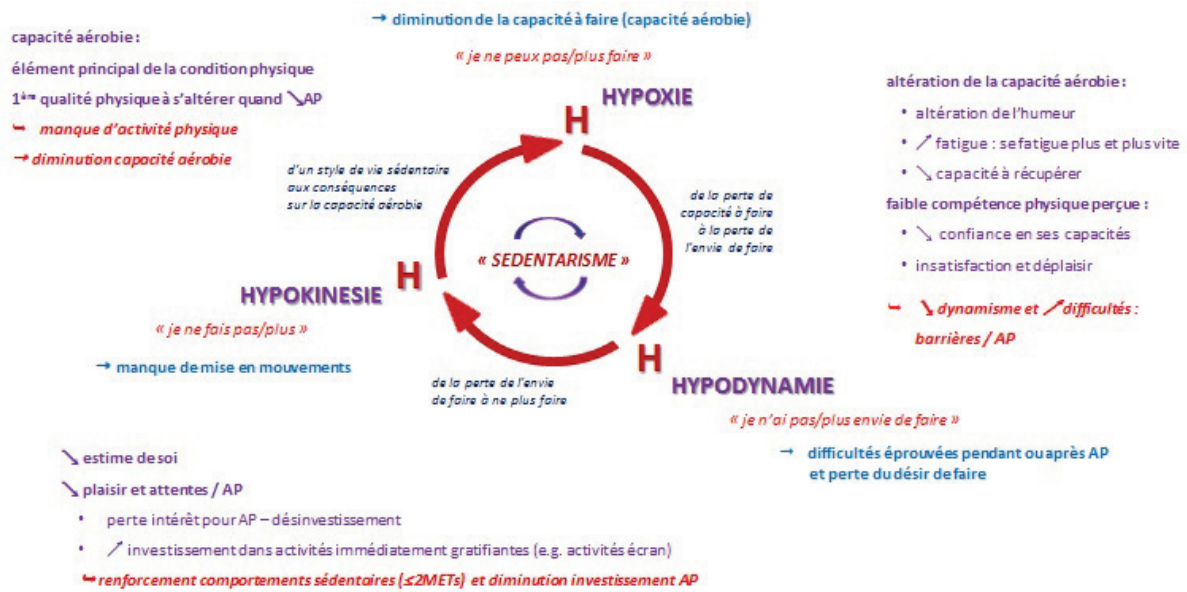 → diminution de la capacité à faire (capacité aérobie)
« je ne peux pas/plus faire »
H HYPOXIE
capacité aérobie :
élément principal de la condition physique
1ère qualité physique à s’altérer quand ↘AP
⤷ manque d’activité physique
→ diminution capacité aérobie
d’un style de vie sédentaire
aux conséquences
sur la capacité aérobie
de la perte de
capacité à faire
à la perte de
l’envie de faire
altération de la capacité aérobie :
• altération de l’humeur
• ↗ fatigue : se fatigue plus et plus vite
• ↘ capacité à récupérer
faible compétence physique perçue :
• ↘ confiance en ses capacités
• insatisfaction et déplaisir
⤷ ↘ dynamisme et ↗ difficultés :
barrières / AP
« SEDENTARISME »
H
HYPOKINESIE
« je ne fais pas/plus »
→ manque de mise en mouvements
H
HYPODYNAMIE
« je n’ai pas/plus envie de faire »
→ difficultés éprouvées pendant ou après AP
et perte du désir de faire
de la perte de l’envie
de faire à ne plus faire
↘ estime de soi
↘ plaisir et attentes / AP
• perte intérêt pour AP – désinvestissement
• ↗ investissement dans activités immédiatement gratifiantes (e.g. activités écran)
⤷ renforcement comportements sédentaires (≤2METs) et diminution investissement AP